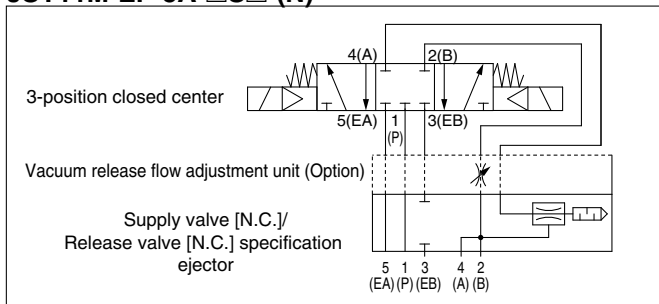 4(A) 2(B)
3-position closed center
5(EA) 1 (P) 3(EB)
Vacuum release flow adjustment unit (Option)
Supply valve [N.C.]/
Release valve [N.C.] specification
ejector
5 1 3 4 2
(EA) (P) (EB) (A) (B)